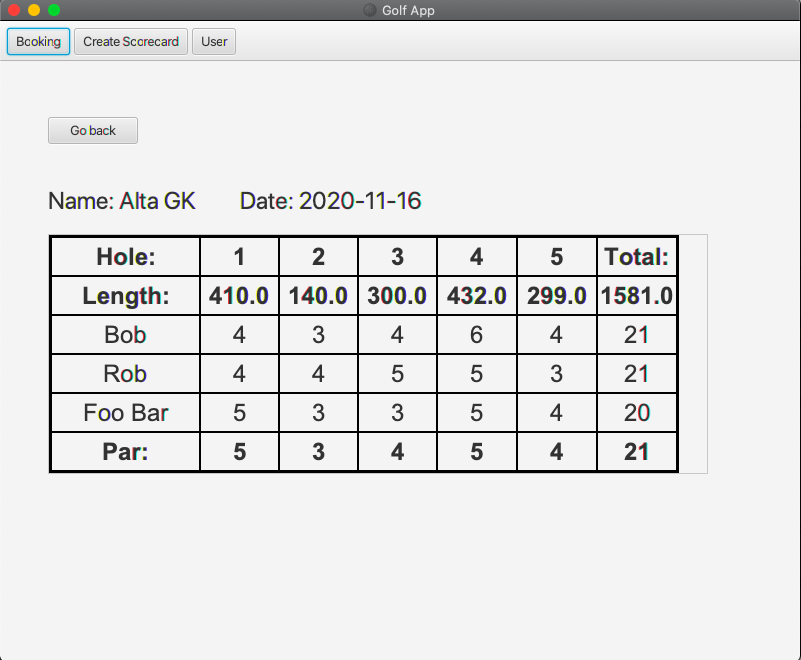 Golf App
Booking Create Scorecard User
Go back
Name: Alta GK Date: 2020-11-16
Hole: 1 2 3 4 5 Total:
Length: 410.0 140.0 300.0 432.0 299.0 1581.0
Bob 4 3 4 6 4 21
Rob 4 4 5 5 3 21
Foo Bar 5 3 3 5 4 20
Par: 5 3 4 5 4 21